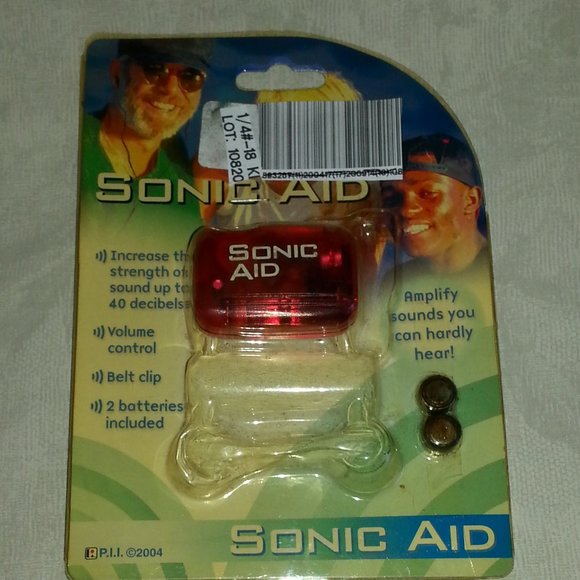 1/4#-18 KI
LOT: 10820
SONIC AID
SONIC
AID
Increase the
strength of
sound up to
40 decibels
Volume
control
Belt clip
2 batteries
included
Amplify
sounds you
can hardly
hear!
P.I.I. ©2004
SONIC AID